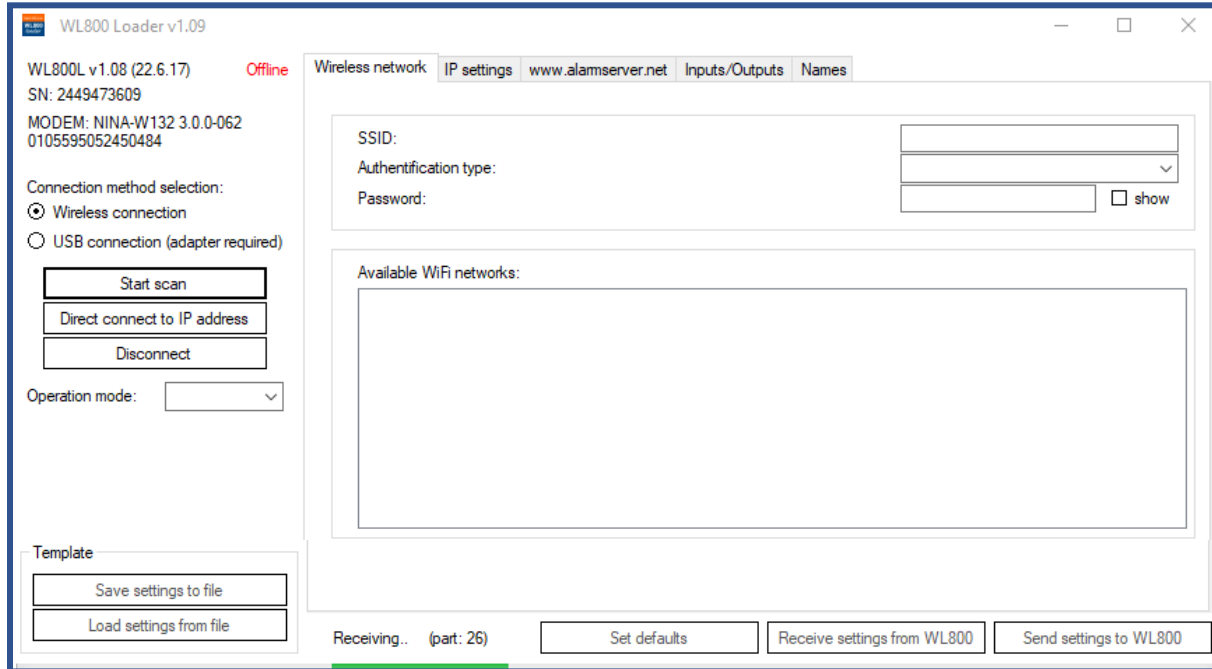 WL800 Loader v1.09
WL800L v1.08 (22.6.17) Offline
SN: 2449473609
MODEM: NINA-W132 3.0.0-062
0105595052450484
Connection method selection:
Wireless connection
USB connection (adapter required)
Start scan
Direct connect to IP address
Disconnect
Operation mode:
Template
Save settings to file
Load settings from file
Wireless network IP settings www.alarmserver.net Inputs/Outputs Names
SSID:
Authentification type:
Password: show
Available WiFi networks:
Receiving.. (part: 26) Set defaults Receive settings from WL800 Send settings to WL800